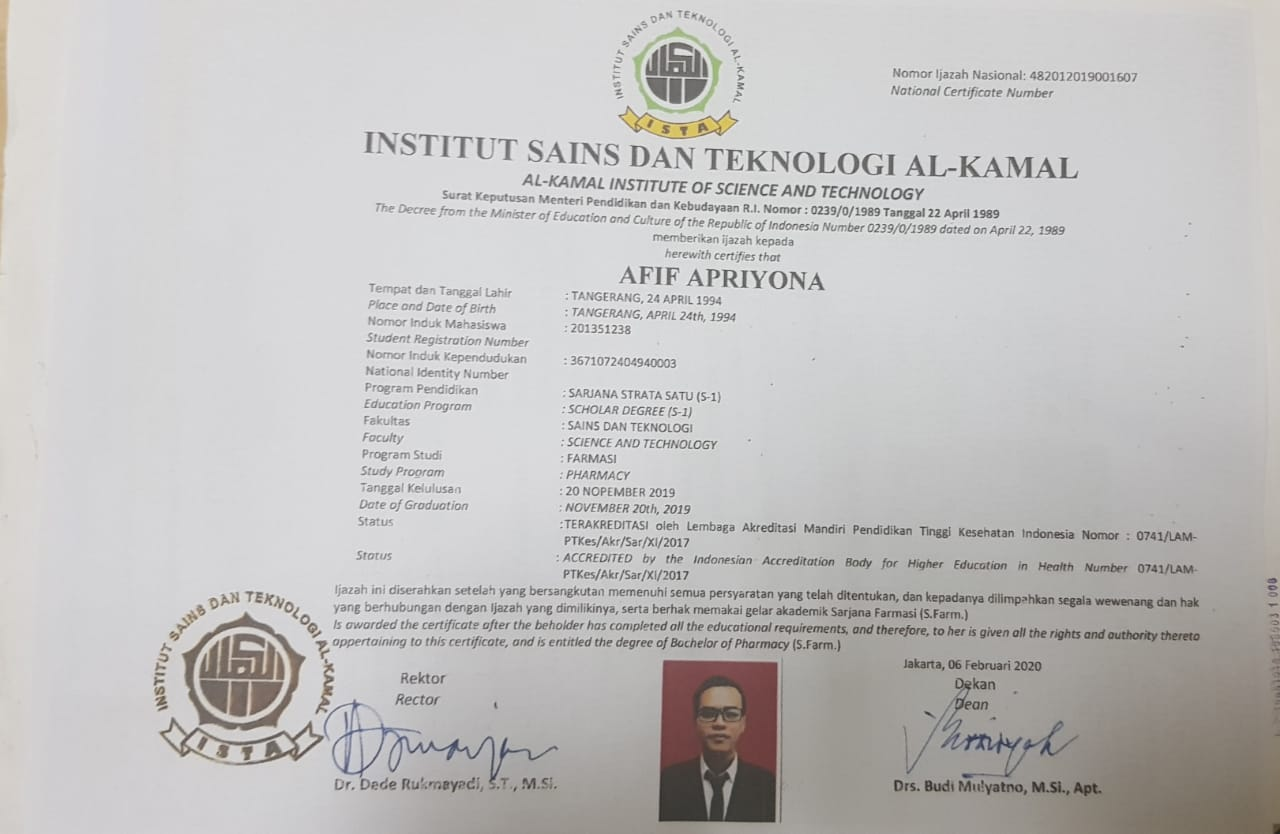 INSTITUT SAINS DAN TEKNOLOGI AL-KAMAL
ISTA
Nomor Ijazah Nasional: 482012019001607
National Certificate Number
INSTITUT SAINS DAN TEKNOLOGI AL-KAMAL
AL-KAMAL INSTITUTE OF SCIENCE AND TECHNOLOGY
Surat Keputusan Menteri Pendidikan dan Kebudayaan R.I. Nomor : 0239/0/1989 Tanggal 22 April 1989
The Decree from the Minister of Education and Culture of the Republic of Indonesia Number 0239/0/1989 dated on April 22, 1989
memberikan ijazah kepada
herewith certifies that
AFIF APRIYONA
Tempat dan Tanggal Lahir : TANGERANG, 24 APRIL 1994
Place and Date of Birth : TANGERANG, APRIL 24th, 1994
Nomor Induk Mahasiswa : 201351238
Student Registration Number
Nomor Induk Kependudukan : 3671072404940003
National Identity Number
Program Pendidikan : SARJANA STRATA SATU (S-1)
Education Program : SCHOLAR DEGREE (S-1)
Fakultas : SAINS DAN TEKNOLOGI
Faculty : SCIENCE AND TECHNOLOGY
Program Studi : FARMASI
Study Program : PHARMACY
Tanggal Kelulusan : 20 NOPEMBER 2019
Date of Graduation : NOVEMBER 20th, 2019
Status : TERAKREDITASI oleh Lembaga Akreditasi Mandiri Pendidikan Tinggi Kesehatan Indonesia Nomor : 0741/LAM-
PTKes/Akr/Sar/XI/2017
Status : ACCREDITED by the Indonesian Accreditation Body for Higher Education in Health Number 0741/LAM-
PTKes/Akr/Sar/XI/2017
Ijazah ini diserahkan setelah yang bersangkutan memenuhi semua persyaratan yang telah ditentukan, dan kepadanya dilimpahkan segala wewenang dan hak
yang berhubungan dengan Ijazah yang dimilikinya, serta berhak memakai gelar akademik Sarjana Farmasi (S.Farm.)
Is awarded the certificate after the beholder has completed all the educational requirements, and therefore, to her is given all the rights and authority thereto
appertaining to this certificate, and is entitled the degree of Bachelor of Pharmacy (S.Farm.)
INSTITUT SAINS DAN TEKNOLOGI AL-KAMAL
ISTA
Rektor
Rector
Dr. Dede Rukmayadi, S.T., M.Si.
Jakarta, 06 Februari 2020
Dekan
Dean
Drs. Budi Mulyatno, M.Si., Apt.